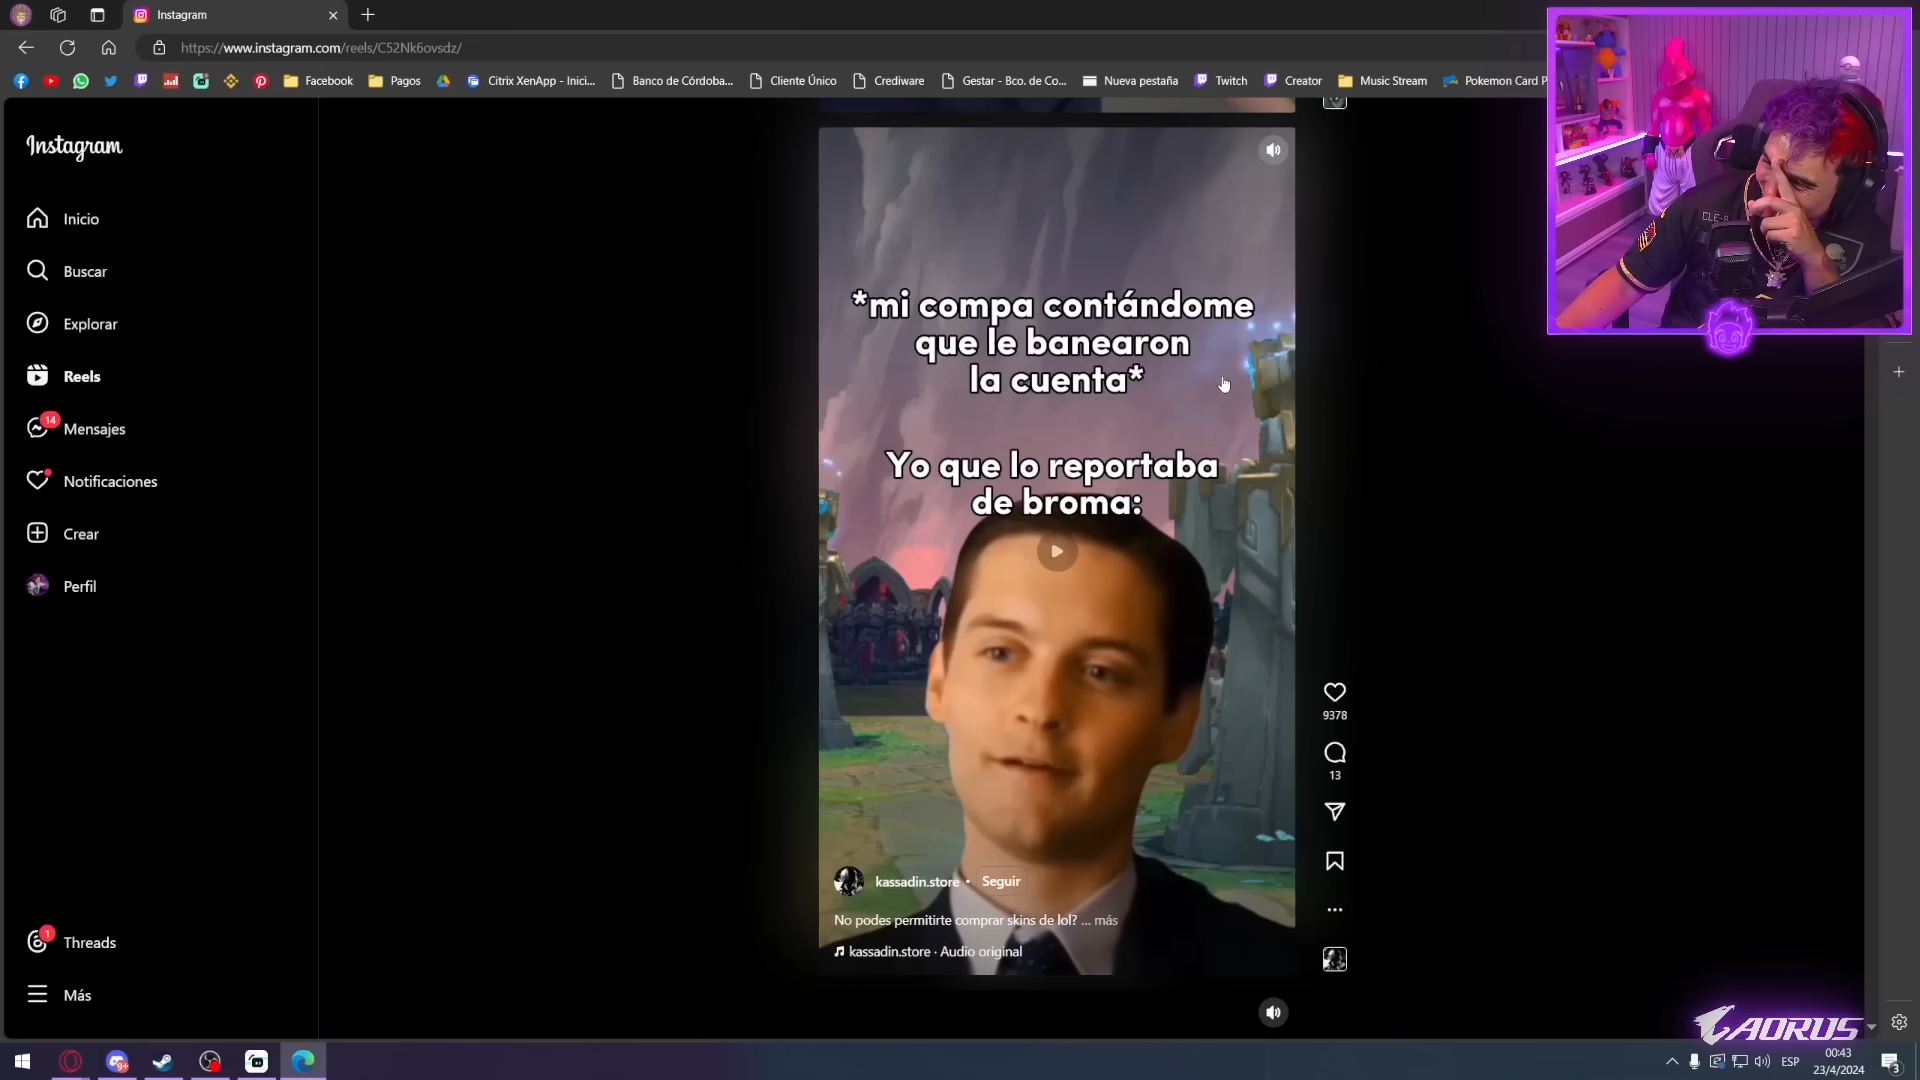 Instagram
https://www.instagram.com/reels/C52Nk6ovsdz/
Facebook
Pagos
Citrix XenApp - Inici...
Banco de Córdoba...
Cliente Único
Crediware
Gestar - Bco. de Co...
Nueva pestaña
Twitch
Creator
Music Stream
Pokemon Card P
Instagram
Inicio
Buscar
Explorar
Reels
14
Mensajes
Notificaciones
Crear
Perfil
1
Threads
Más
*mi compa contándome
que le banearon
la cuenta*
Yo que lo reportaba
de broma:
kassadin.store • Seguir
No podes permitirte comprar skins de lol? ... más
kassadin.store · Audio original
9378
13
AORUS
9+
ESP
00:43
23/4/2024
3